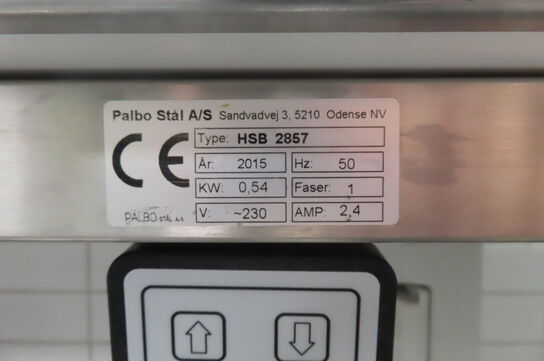 Palbo Stål A/S Sandvadvej 3, 5210 Odense NV
Type: HSB 2857
CE
År: 2015 Hz: 50
KW: 0,54 Faser: 1
V: ~230 AMP: 2,4
PALBO STÅL A/S